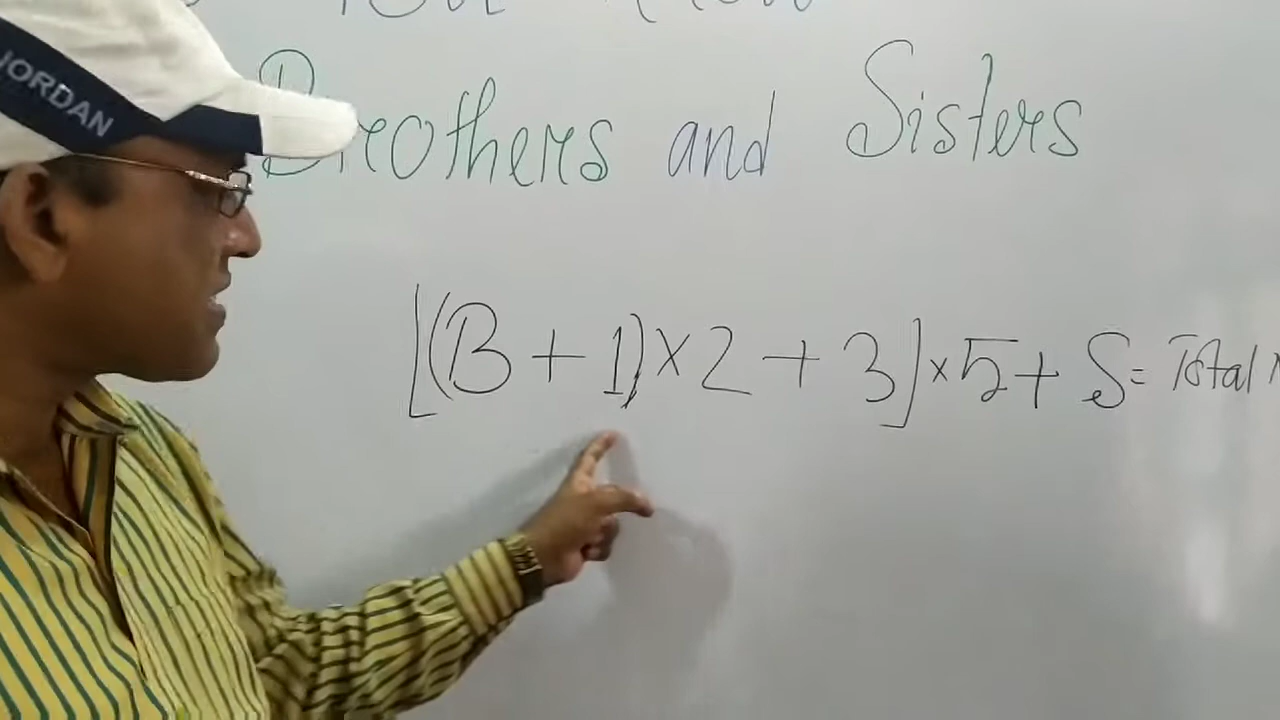 JORDAN
Brothers and Sisters
[(B + 1) × 2 + 3] × 5 + S = Total